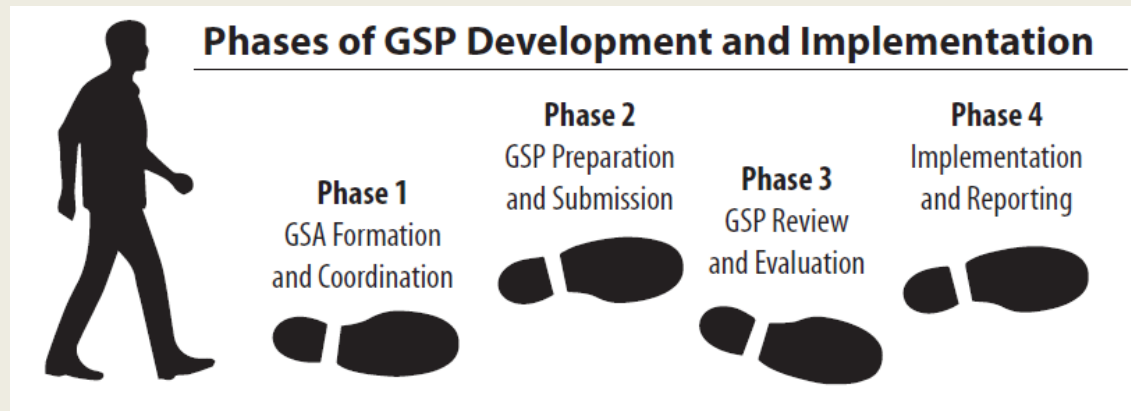 Phases of GSP Development and Implementation
Phase 1
GSA Formation
and Coordination
Phase 2
GSP Preparation
and Submission
Phase 3
GSP Review
and Evaluation
Phase 4
Implementation
and Reporting